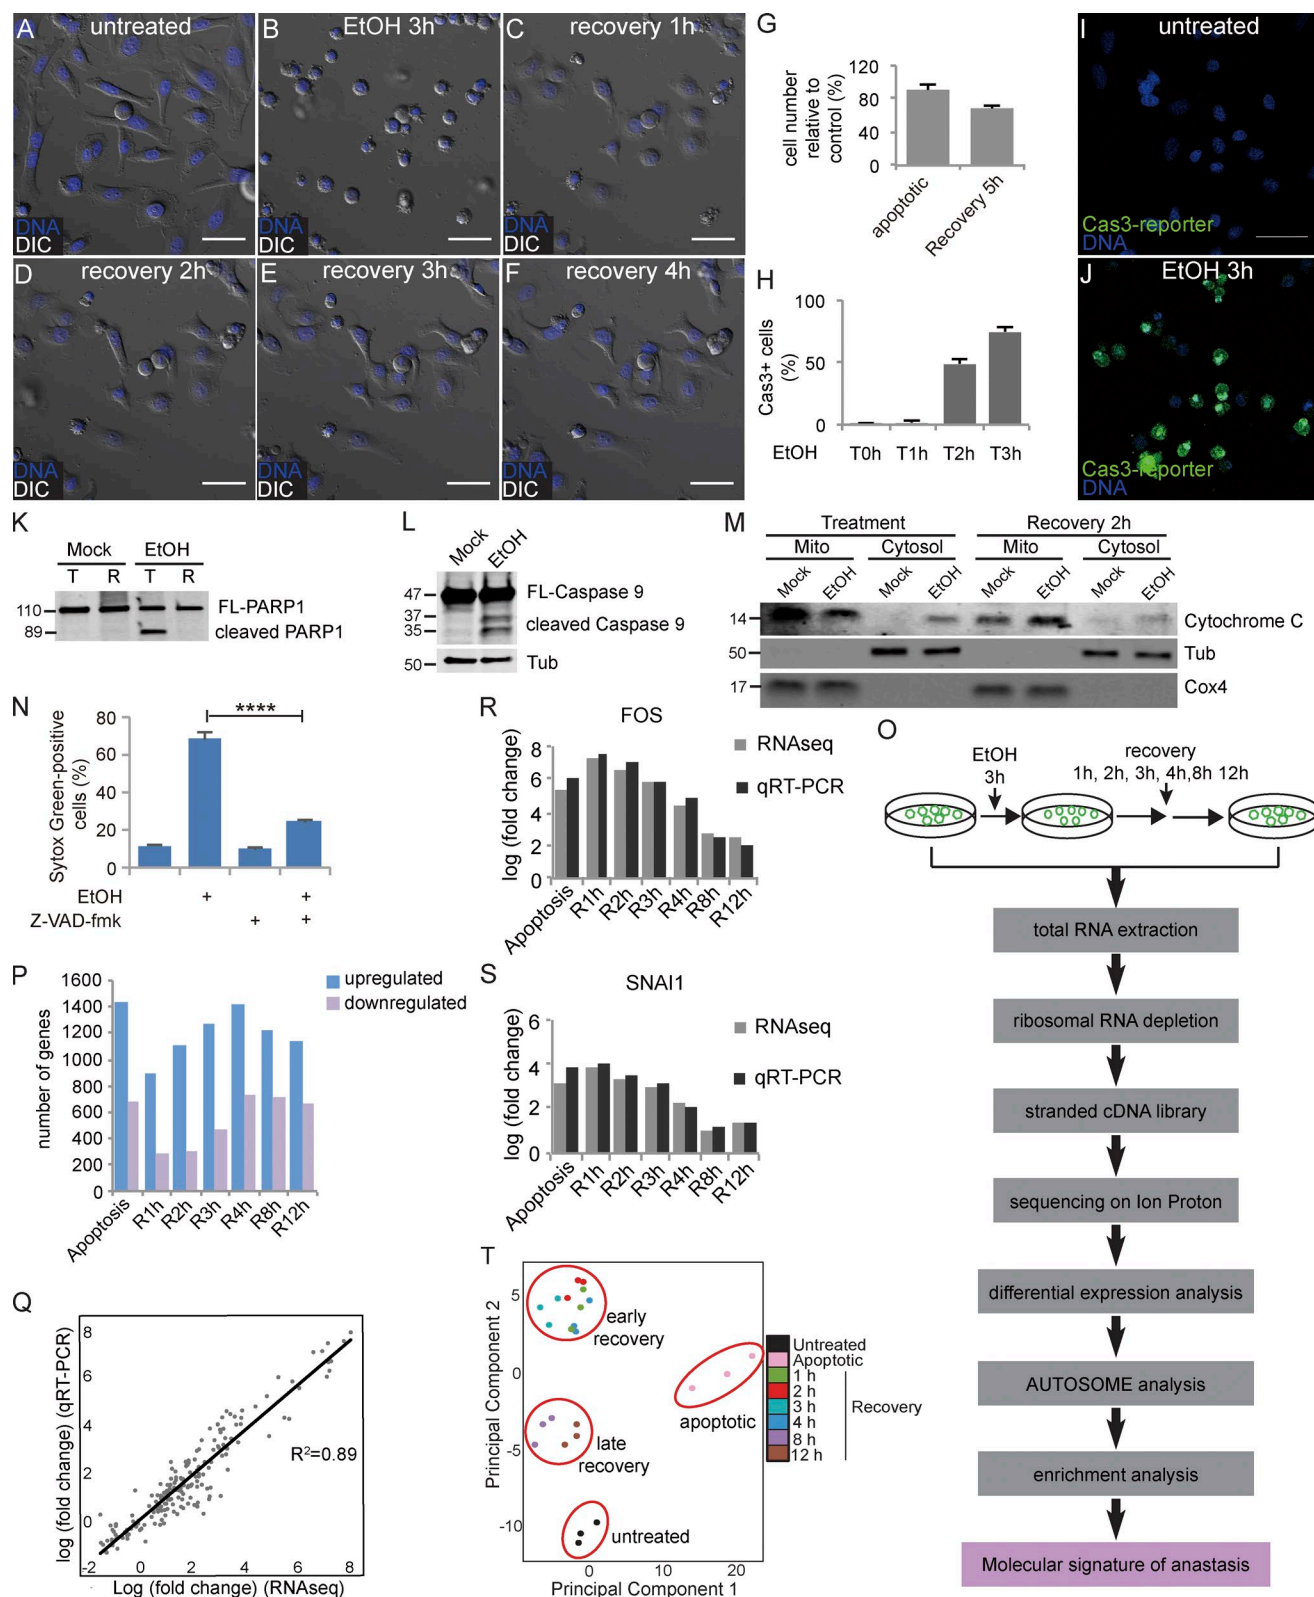 A untreated
DNA
DIC
B EtOH 3h
DNA
DIC
C recovery 1h
DNA
DIC
D recovery 2h
DNA
DIC
E recovery 3h
DNA
DIC
F recovery 4h
DNA
DIC
G
cell number
relative to
control (%)
120
80
40
0
apoptotic
Recovery 5h
H
Cas3+ cells
(%)
100
50
0
EtOH T0h T1h T2h T3h
I untreated
Cas3-reporter
DNA
J EtOH 3h
Cas3-reporter
DNA
K
Mock EtOH
T R T R
110 FL-PARP1
89 cleaved PARP1
L
Mock EtOH
47 FL-Caspase 9
37
35 cleaved Caspase 9
50 Tub
M
Treatment Recovery 2h
Mito Cytosol Mito Cytosol
Mock EtOH Mock EtOH Mock EtOH Mock EtOH
14 Cytochrome C
50 Tub
17 Cox4
N
Sytox Green-positive
cells (%)
80
60
40
20
0
****
EtOH + +
Z-VAD-fmk + +
R
FOS
log (fold change)
8
6
4
2
0
RNAseq
qRT-PCR
Apoptosis R1h R2h R3h R4h R8h R12h
O
EtOH
3h
recovery
1h, 2h, 3h, 4h,8h 12h
total RNA extraction
ribosomal RNA depletion
stranded cDNA library
sequencing on Ion Proton
differential expression analysis
AUTOSOME analysis
enrichment analysis
Molecular signature of anastasis
P
number of genes
1600
1400
1200
1000
800
600
400
200
0
upregulated
downregulated
Apoptosis R1h R2h R3h R4h R8h R12h
S
SNAI1
log (fold change)
6
4
2
0
RNAseq
qRT-PCR
Apoptosis R1h R2h R3h R4h R8h R12h
Q
log (fold change) (qRT-PCR)
8
6
4
2
0
R²=0.89
-2 0 2 4 6 8
Log (fold change) (RNAseq)
T
Principal Component 2
5
0
-5
-10
early
recovery
apoptotic
late
recovery
untreated
0 10 20
Principal Component 1
Untreated
Apoptotic
1 h
2 h
3 h
4 h
8 h
12 h
Recovery